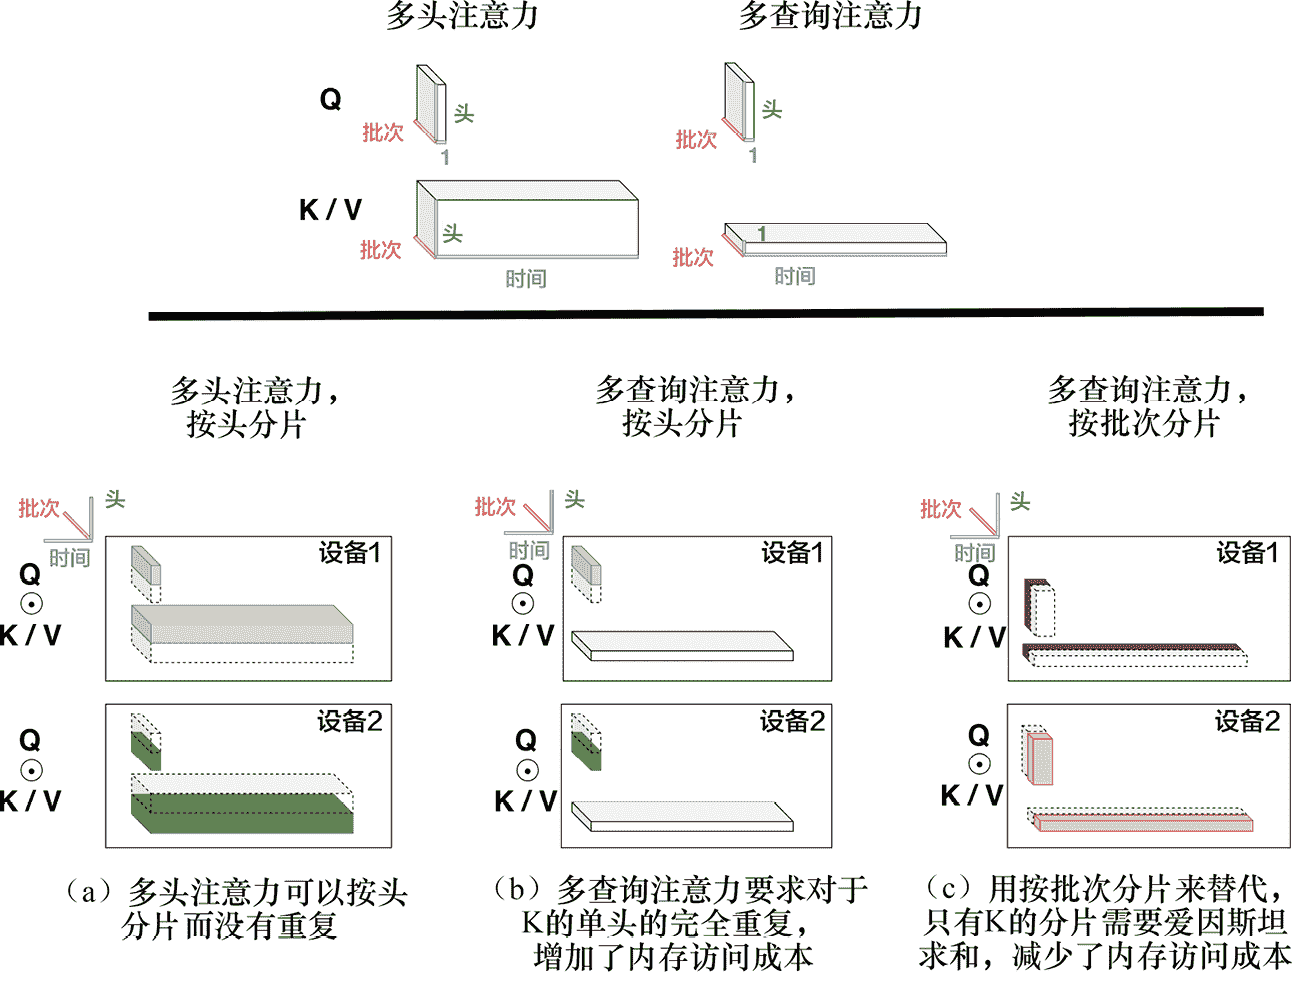 多头注意力
多查询注意力
Q
批次
头
1
批次
头
1
K / V
批次
头
时间
批次
1
时间
多头注意力，
按头分片
多查询注意力，
按头分片
多查询注意力，
按批次分片
批次
头
时间
设备1
Q
K / V
设备2
Q
K / V
批次
头
时间
设备1
Q
K / V
设备2
Q
K / V
批次
头
时间
设备1
Q
K / V
设备2
Q
K / V
（a）多头注意力可以按头
分片而没有重复
（b）多查询注意力要求对于
K的单头的完全重复，
增加了内存访问成本
（c）用按批次分片来替代，
只有K的分片需要爱因斯坦
求和，减少了内存访问成本